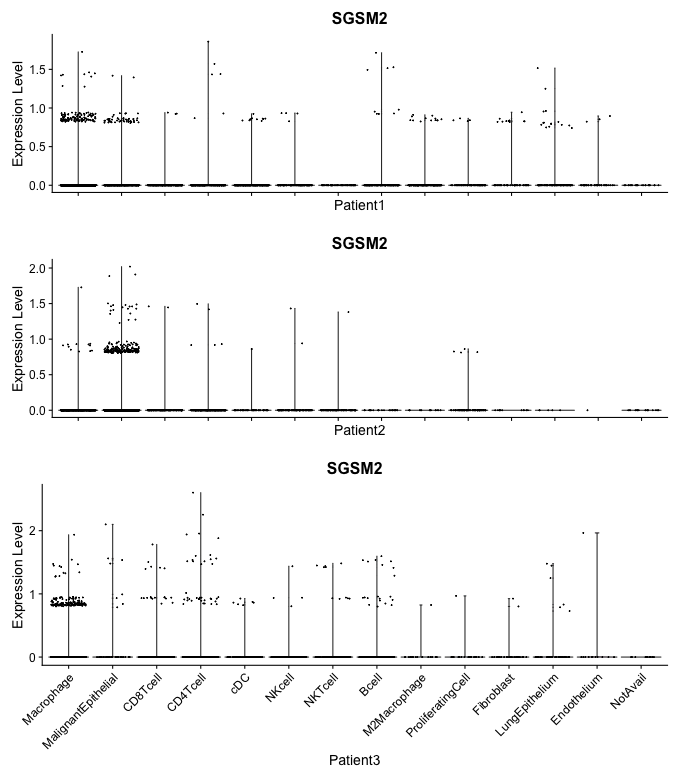 SGSM2
Expression Level
1.5
1.0
0.5
0.0
Patient1
SGSM2
Expression Level
2.0
1.5
1.0
0.5
0.0
Patient2
SGSM2
Expression Level
2
1
0
Macrophage
MalignantEpithelial
CD8Tcell
CD4Tcell
cDC
NKcell
NKTcell
Bcell
M2Macrophage
ProliferatingCell
Fibroblast
LungEpithelium
Endothelium
NotAvail
Patient3